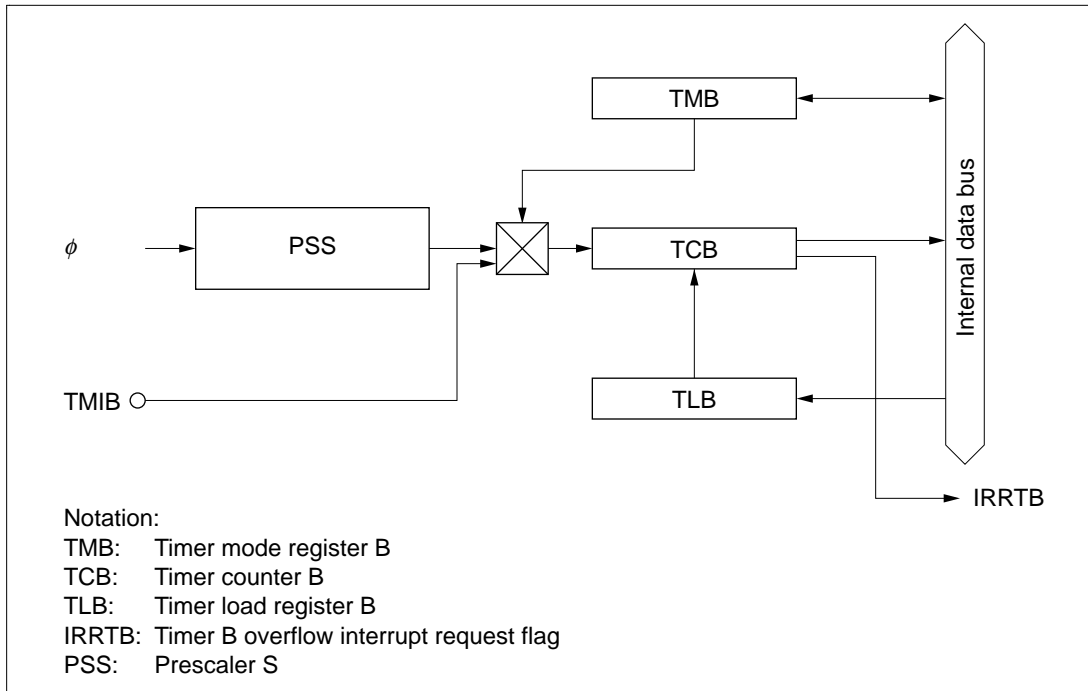 TMB
ϕ
PSS
TCB
Internal data bus
TMIB
TLB
IRRTB
Notation:
TMB: Timer mode register B
TCB: Timer counter B
TLB: Timer load register B
IRRTB: Timer B overflow interrupt request flag
PSS: Prescaler S